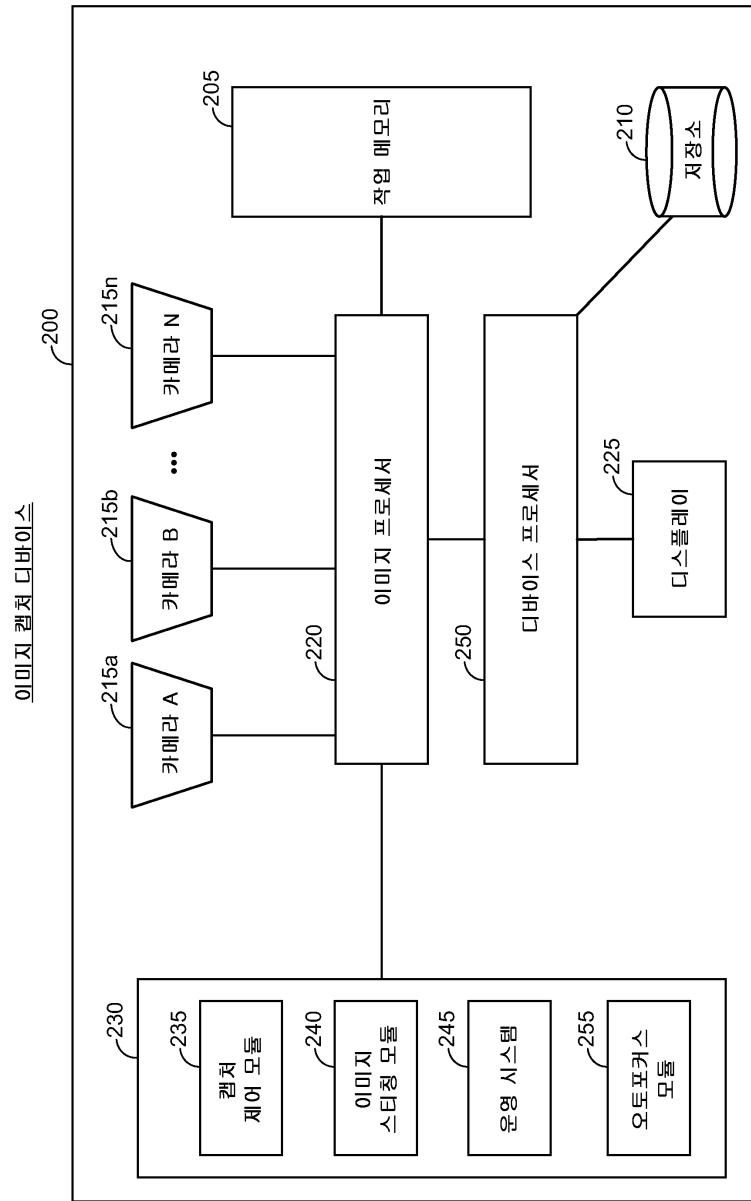 이미지 캡처 디바이스
200
215a
카메라 A
215b
카메라 B
...
215n
카메라 N
205
작업 메모리
220
이미지 프로세서
230
235
캡처
제어 모듈
240
이미지
스티칭 모듈
245
운영 시스템
255
오토포커스
모듈
250
디바이스 프로세서
225
디스플레이
210
저장소